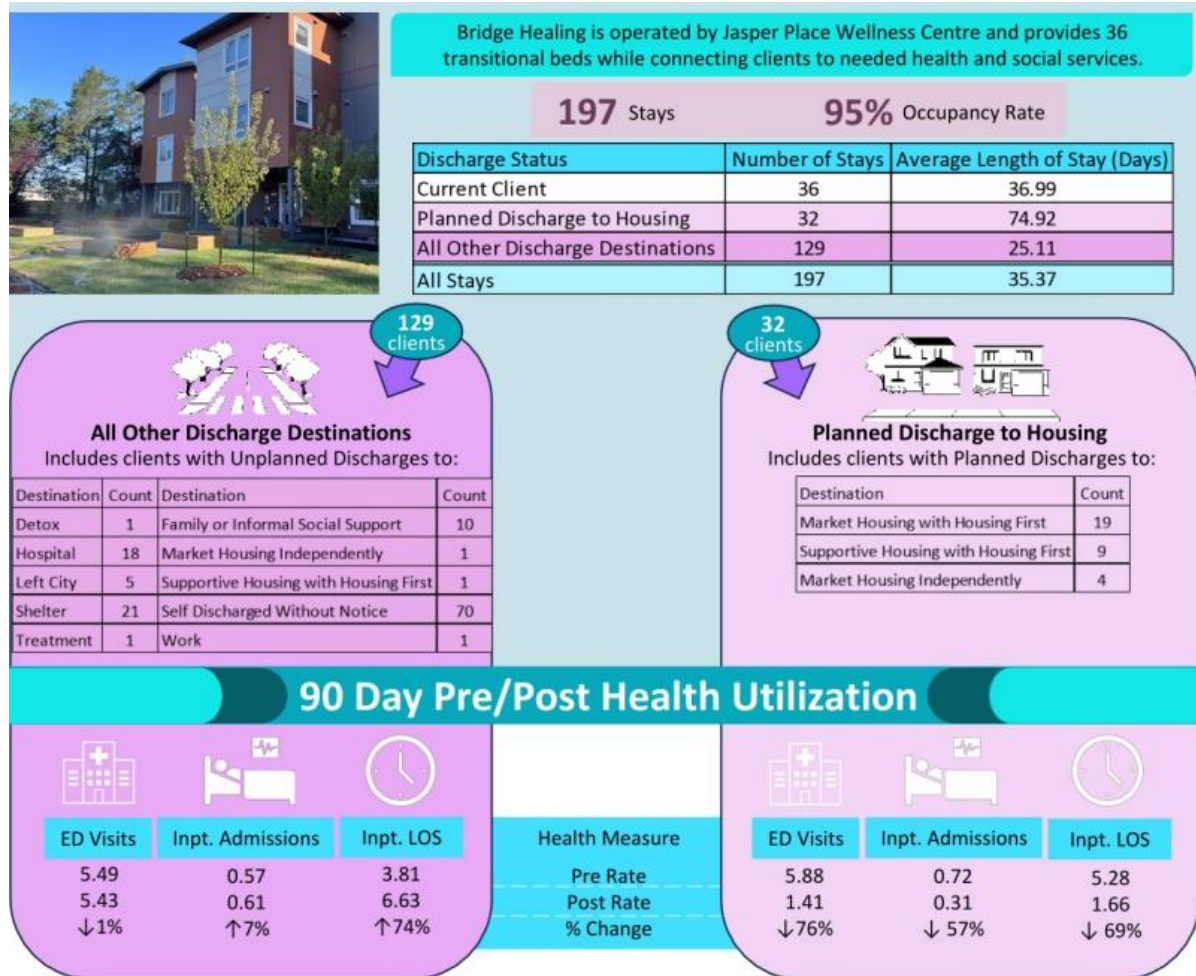 Bridge Healing is operated by Jasper Place Wellness Centre and provides 36
transitional beds while connecting clients to needed health and social services.
197 Stays 95% Occupancy Rate
Discharge Status Number of Stays Average Length of Stay (Days)
Current Client 36 36.99
Planned Discharge to Housing 32 74.92
All Other Discharge Destinations 129 25.11
All Stays 197 35.37
129
clients
All Other Discharge Destinations
Includes clients with Unplanned Discharges to:
Destination Count Destination Count
Detox 1 Family or Informal Social Support 10
Hospital 18 Market Housing Independently 1
Left City 5 Supportive Housing with Housing First 1
Shelter 21 Self Discharged Without Notice 70
Treatment 1 Work 1
32
clients
Planned Discharge to Housing
Includes clients with Planned Discharges to:
Destination Count
Market Housing with Housing First 19
Supportive Housing with Housing First 9
Market Housing Independently 4
90 Day Pre/Post Health Utilization
ED Visits Inpt. Admissions Inpt. LOS Health Measure ED Visits Inpt. Admissions Inpt. LOS
5.49 0.57 3.81 Pre Rate 5.88 0.72 5.28
5.43 0.61 6.63 Post Rate 1.41 0.31 1.66
↓1% ↑7% ↑74% % Change ↓76% ↓ 57% ↓ 69%